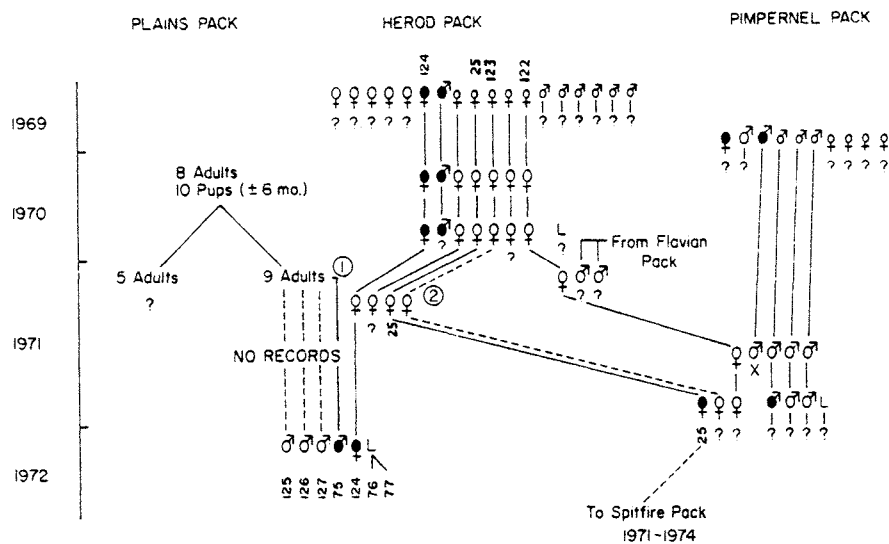 PLAINS PACK
HEROD PACK
PIMPERNEL PACK
124
25
123
122
♀ ♀ ♀ ♀ ♀ ♀ ♂ ♀ ♀ ♀ ♀ ♀ ♂ ♂ ♂ ♂ ♂ ♂
? ? ? ? ? ? ? ? ? ? ?
1969
♀ ♂ ♂ ♂ ♂ ♂ ♀ ♀ ♀ ♀
? ? ? ? ? ?
8 Adults
10 Pups (± 6 mo.)
♀ ♂ ♀ ♀ ♀ ♀ ♀
1970
♀ ♂ ♀ ♀ ♀ ♀ ♀ L
? ? ?
From Flavian
Pack
5 Adults
?
9 Adults
1
♀ ♂ ♂
? ?
♀ ♀ ♀ ♀
2
? 25
1971
NO RECORDS
♀ ♂ ♂ ♂ ♂
X
♀ ♀ ♀ ♂ ♂ ♂ L
25 ? ? ? ? ? ?
♂ ♂ ♂ ♂ ♀ L
1972
125 126 127 75 124 76 77
To Spitfire Pack
1971-1974